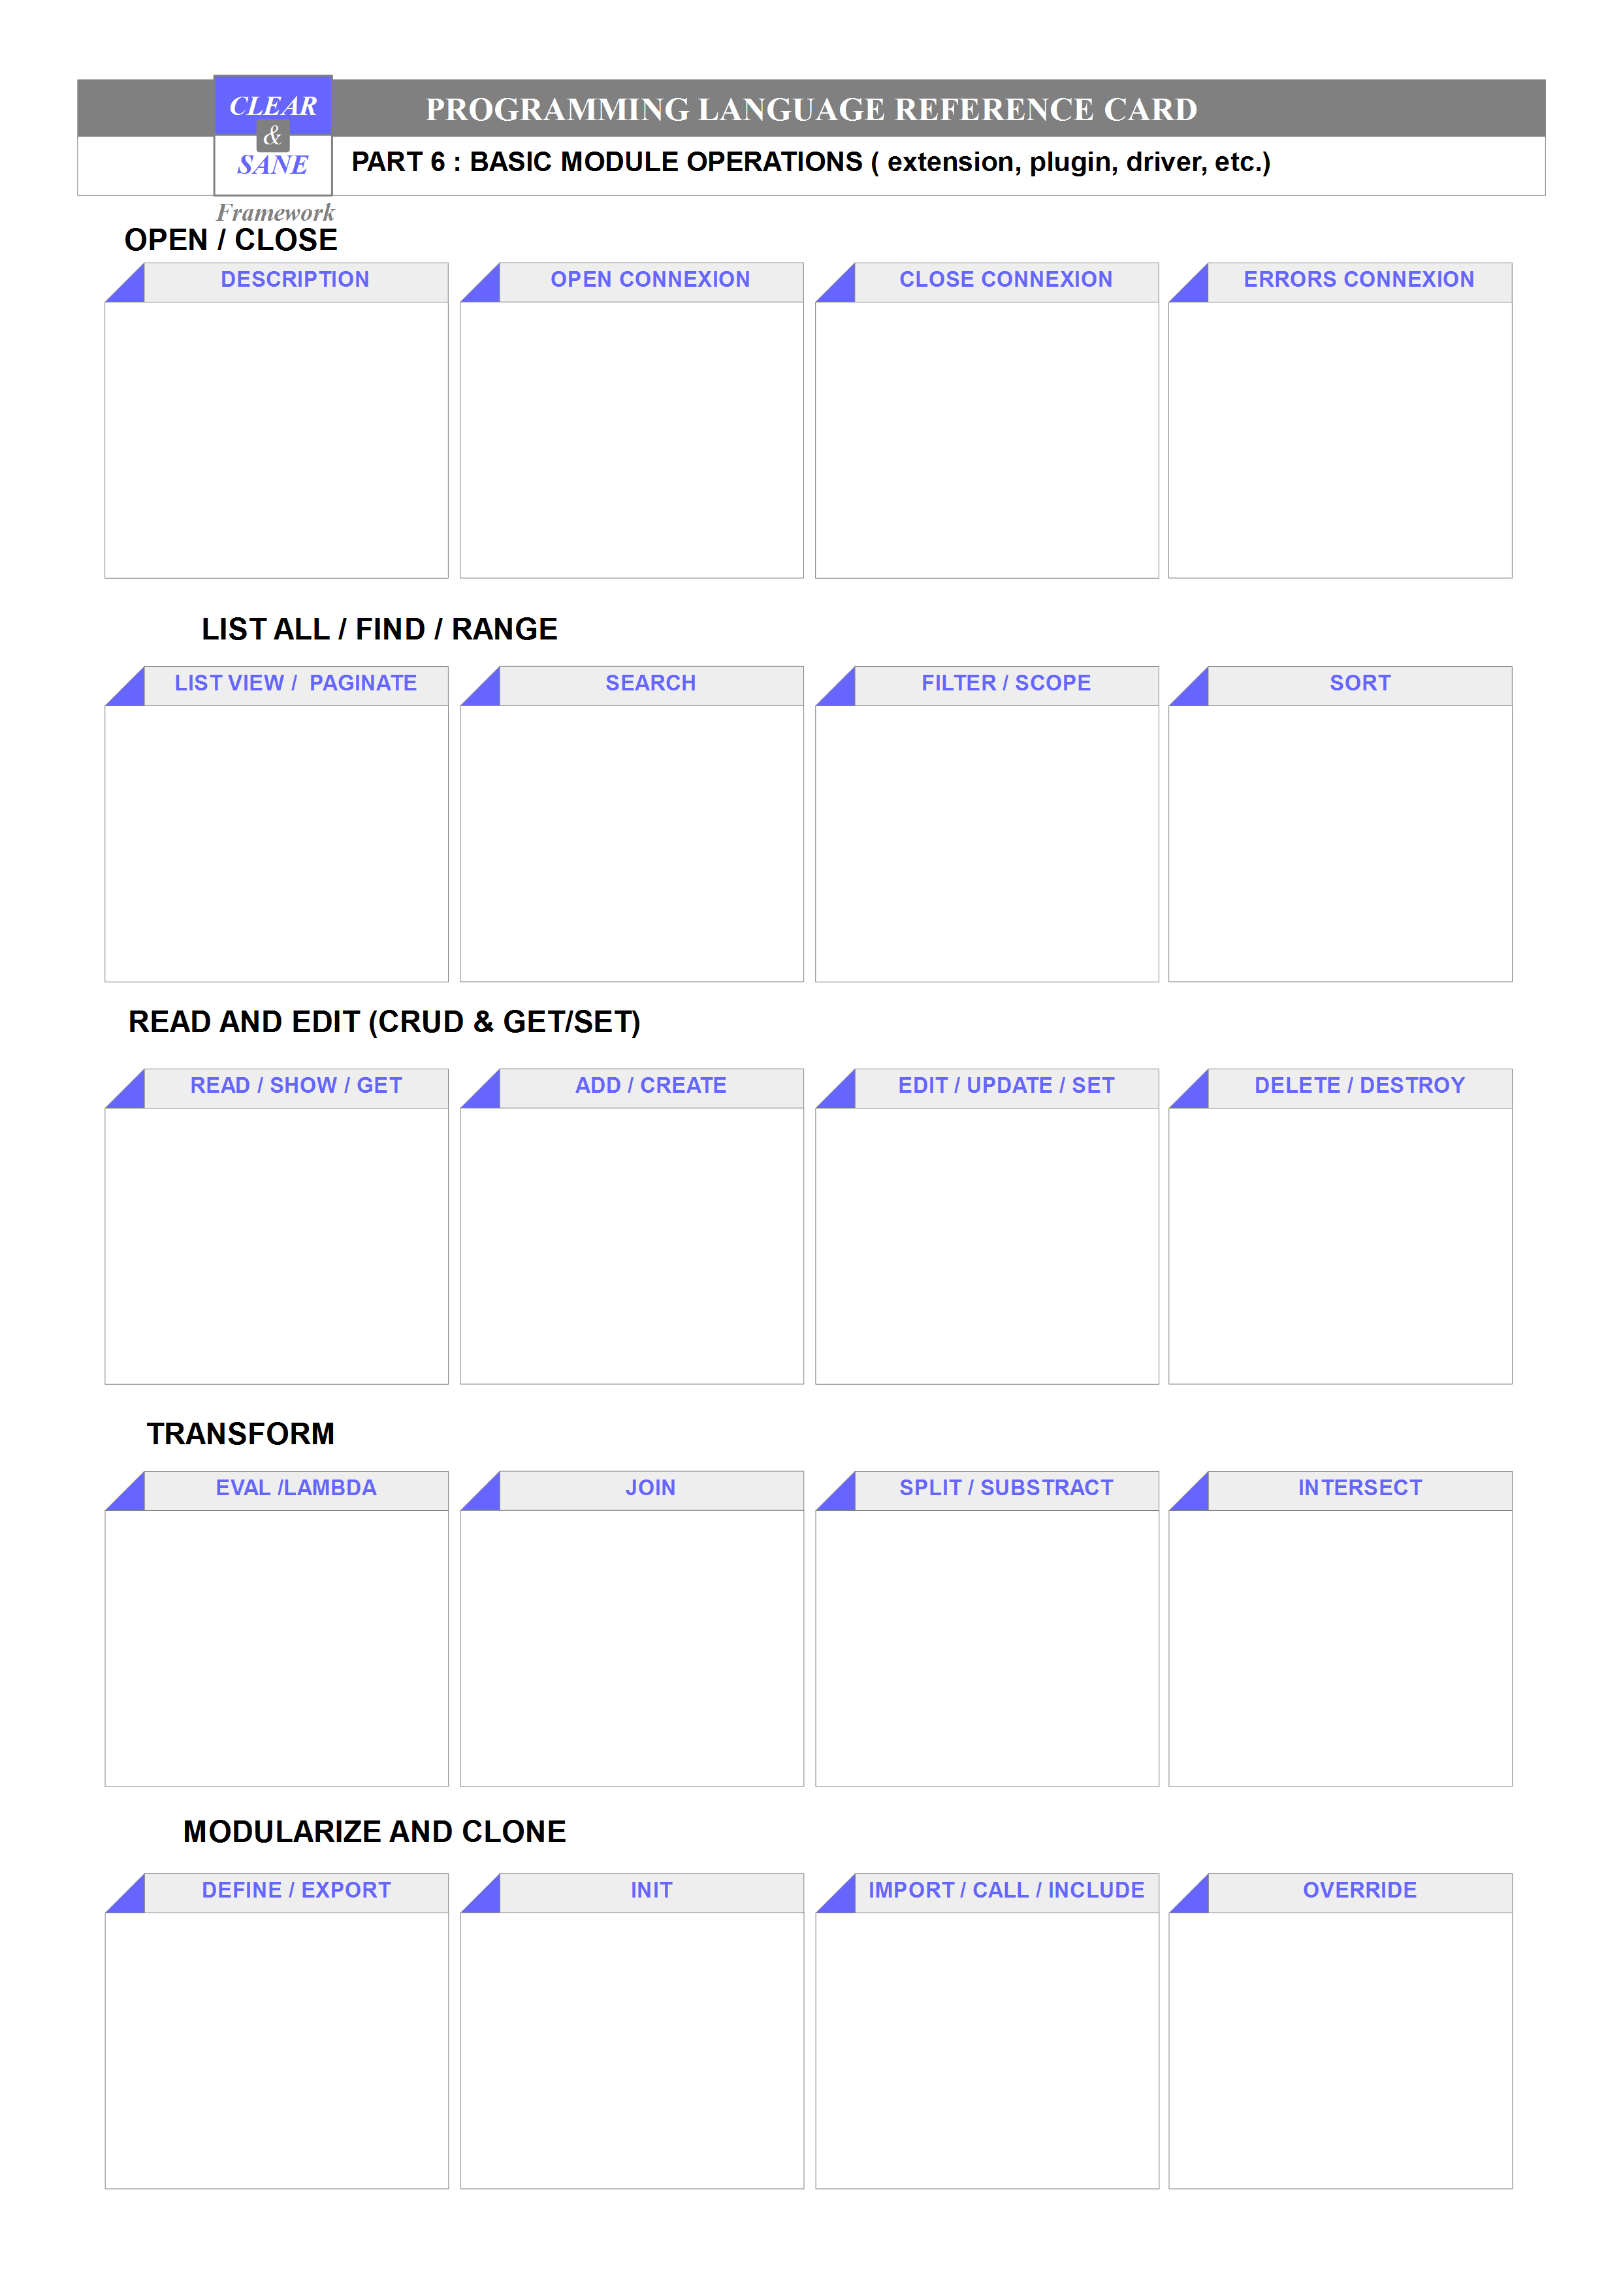 CLEAR
&
SANE
Framework
PROGRAMMING LANGUAGE REFERENCE CARD
PART 6 : BASIC MODULE OPERATIONS ( extension, plugin, driver, etc.)
OPEN / CLOSE
DESCRIPTION
OPEN CONNEXION
CLOSE CONNEXION
ERRORS CONNEXION
LIST ALL / FIND / RANGE
LIST VIEW / PAGINATE
SEARCH
FILTER / SCOPE
SORT
READ AND EDIT (CRUD & GET/SET)
READ / SHOW / GET
ADD / CREATE
EDIT / UPDATE / SET
DELETE / DESTROY
TRANSFORM
EVAL /LAMBDA
JOIN
SPLIT / SUBSTRACT
INTERSECT
MODULARIZE AND CLONE
DEFINE / EXPORT
INIT
IMPORT / CALL / INCLUDE
OVERRIDE